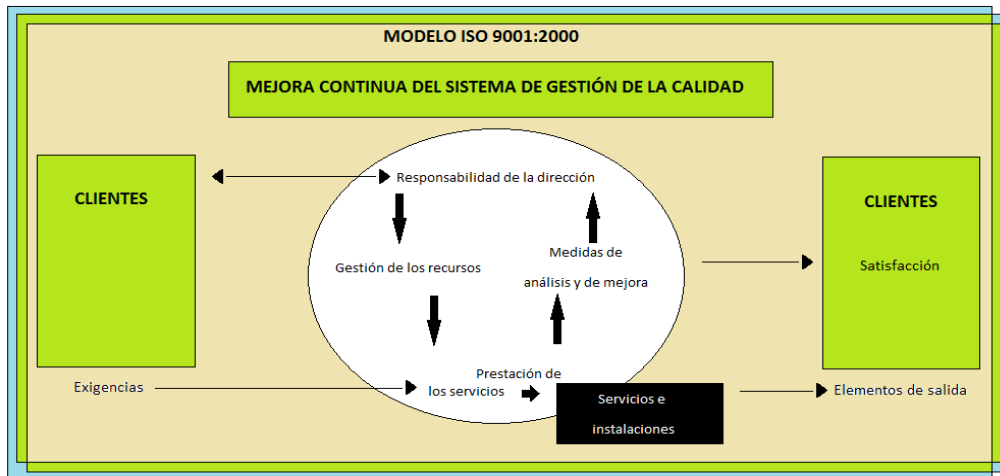 MODELO ISO 9001:2000
MEJORA CONTINUA DEL SISTEMA DE GESTIÓN DE LA CALIDAD
CLIENTES
Responsabilidad de la dirección
CLIENTES
Gestión de los recursos
Medidas de
análisis y de mejora
Satisfacción
Exigencias
Prestación de
los servicios
Servicios e
instalaciones
Elementos de salida